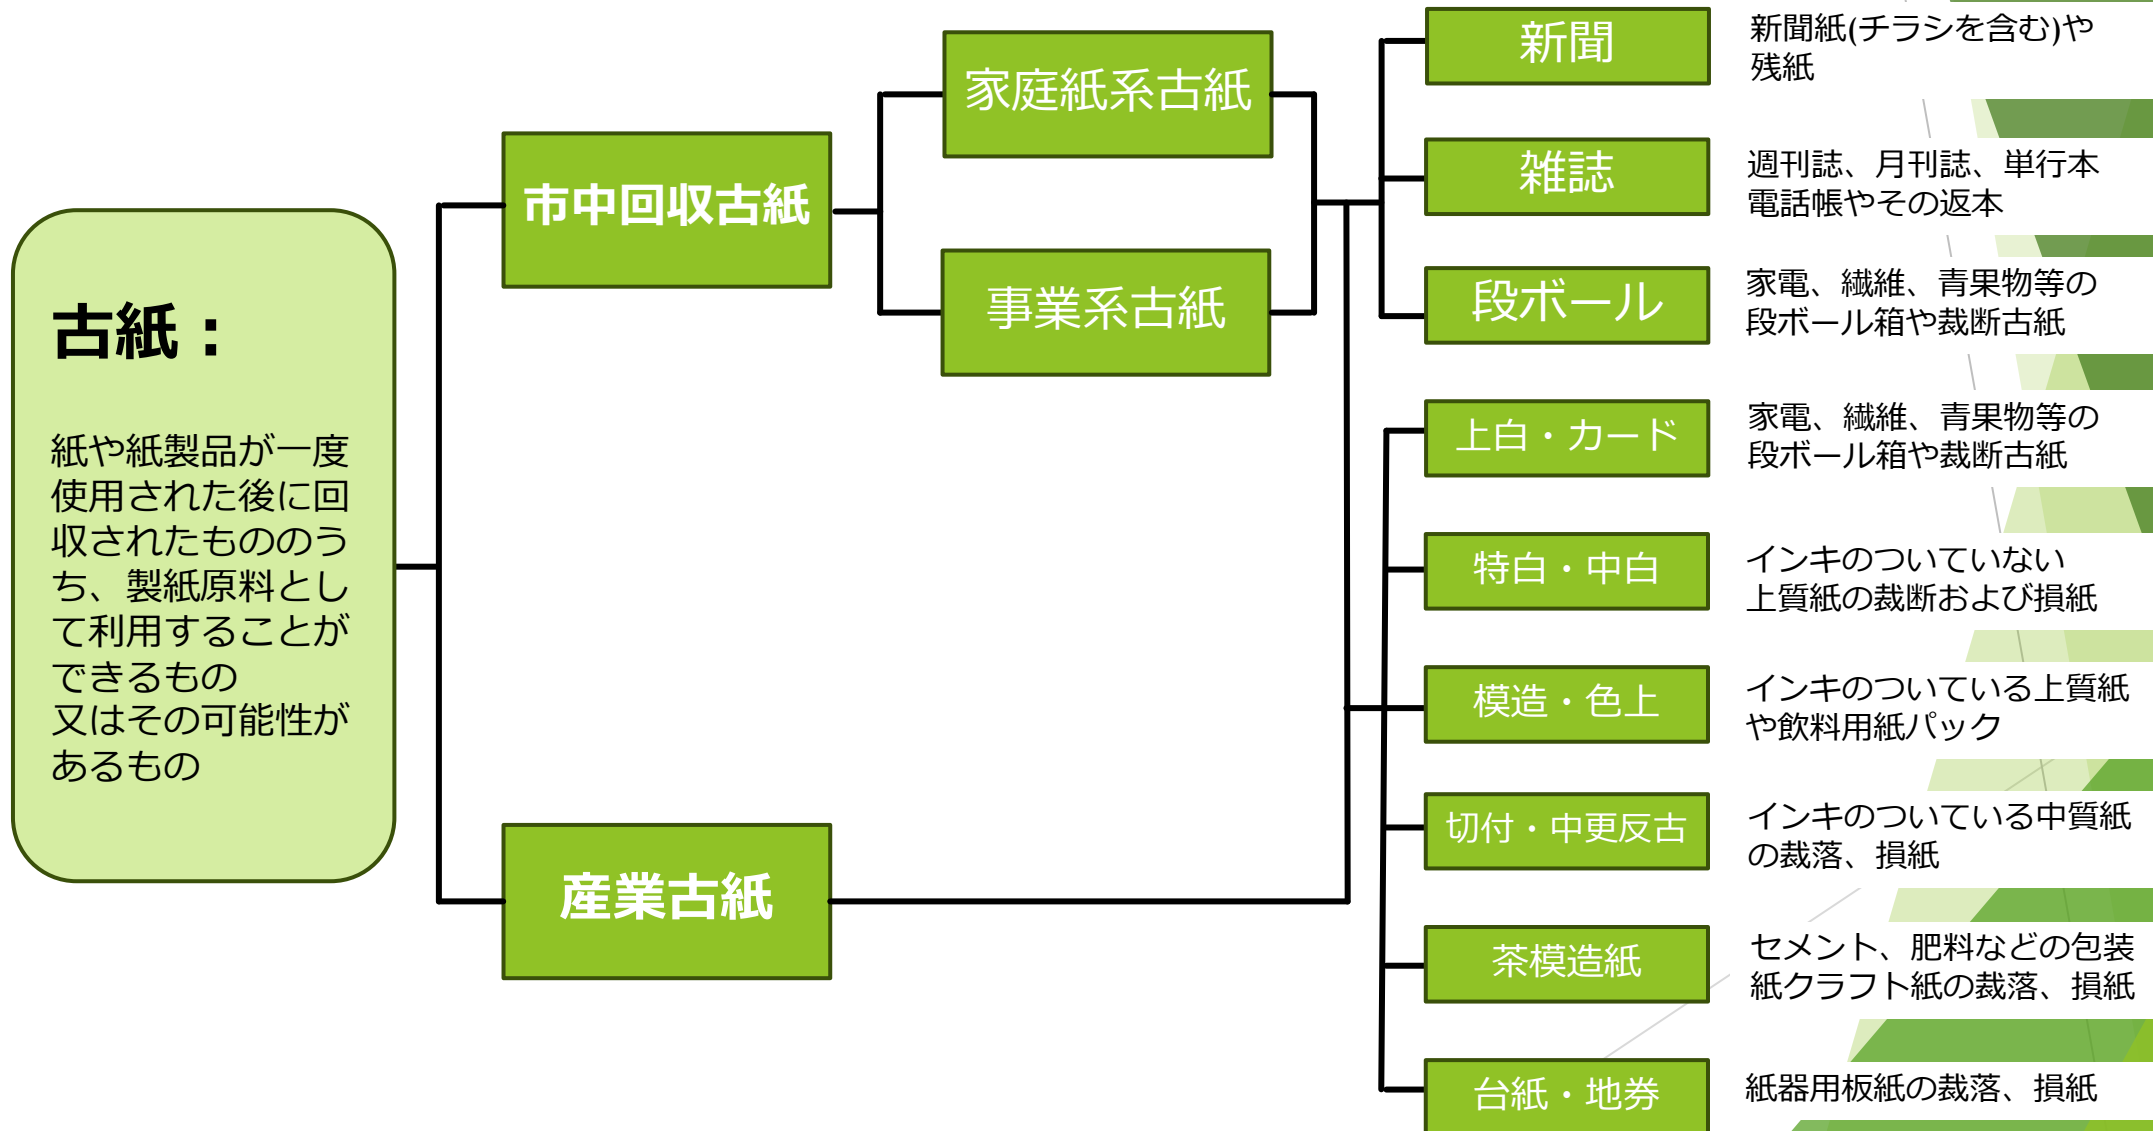 古紙：
紙や紙製品が一度
使用された後に回
収されたもののう
ち、製紙原料とし
て利用することが
できるもの
又はその可能性が
あるもの
市中回収古紙
産業古紙
家庭紙系古紙
事業系古紙
新聞
新聞紙(チラシを含む)や
残紙
雑誌
週刊誌、月刊誌、単行本
電話帳やその返本
段ボール
家電、繊維、青果物等の
段ボール箱や裁断古紙
上白・カード
家電、繊維、青果物等の
段ボール箱や裁断古紙
特白・中白
インキのついていない
上質紙の裁断および損紙
模造・色上
インキのついている上質紙
や飲料用紙パック
切付・中更反古
インキのついている中質紙
の裁落、損紙
茶模造紙
セメント、肥料などの包装
紙クラフト紙の裁落、損紙
台紙・地券
紙器用板紙の裁落、損紙